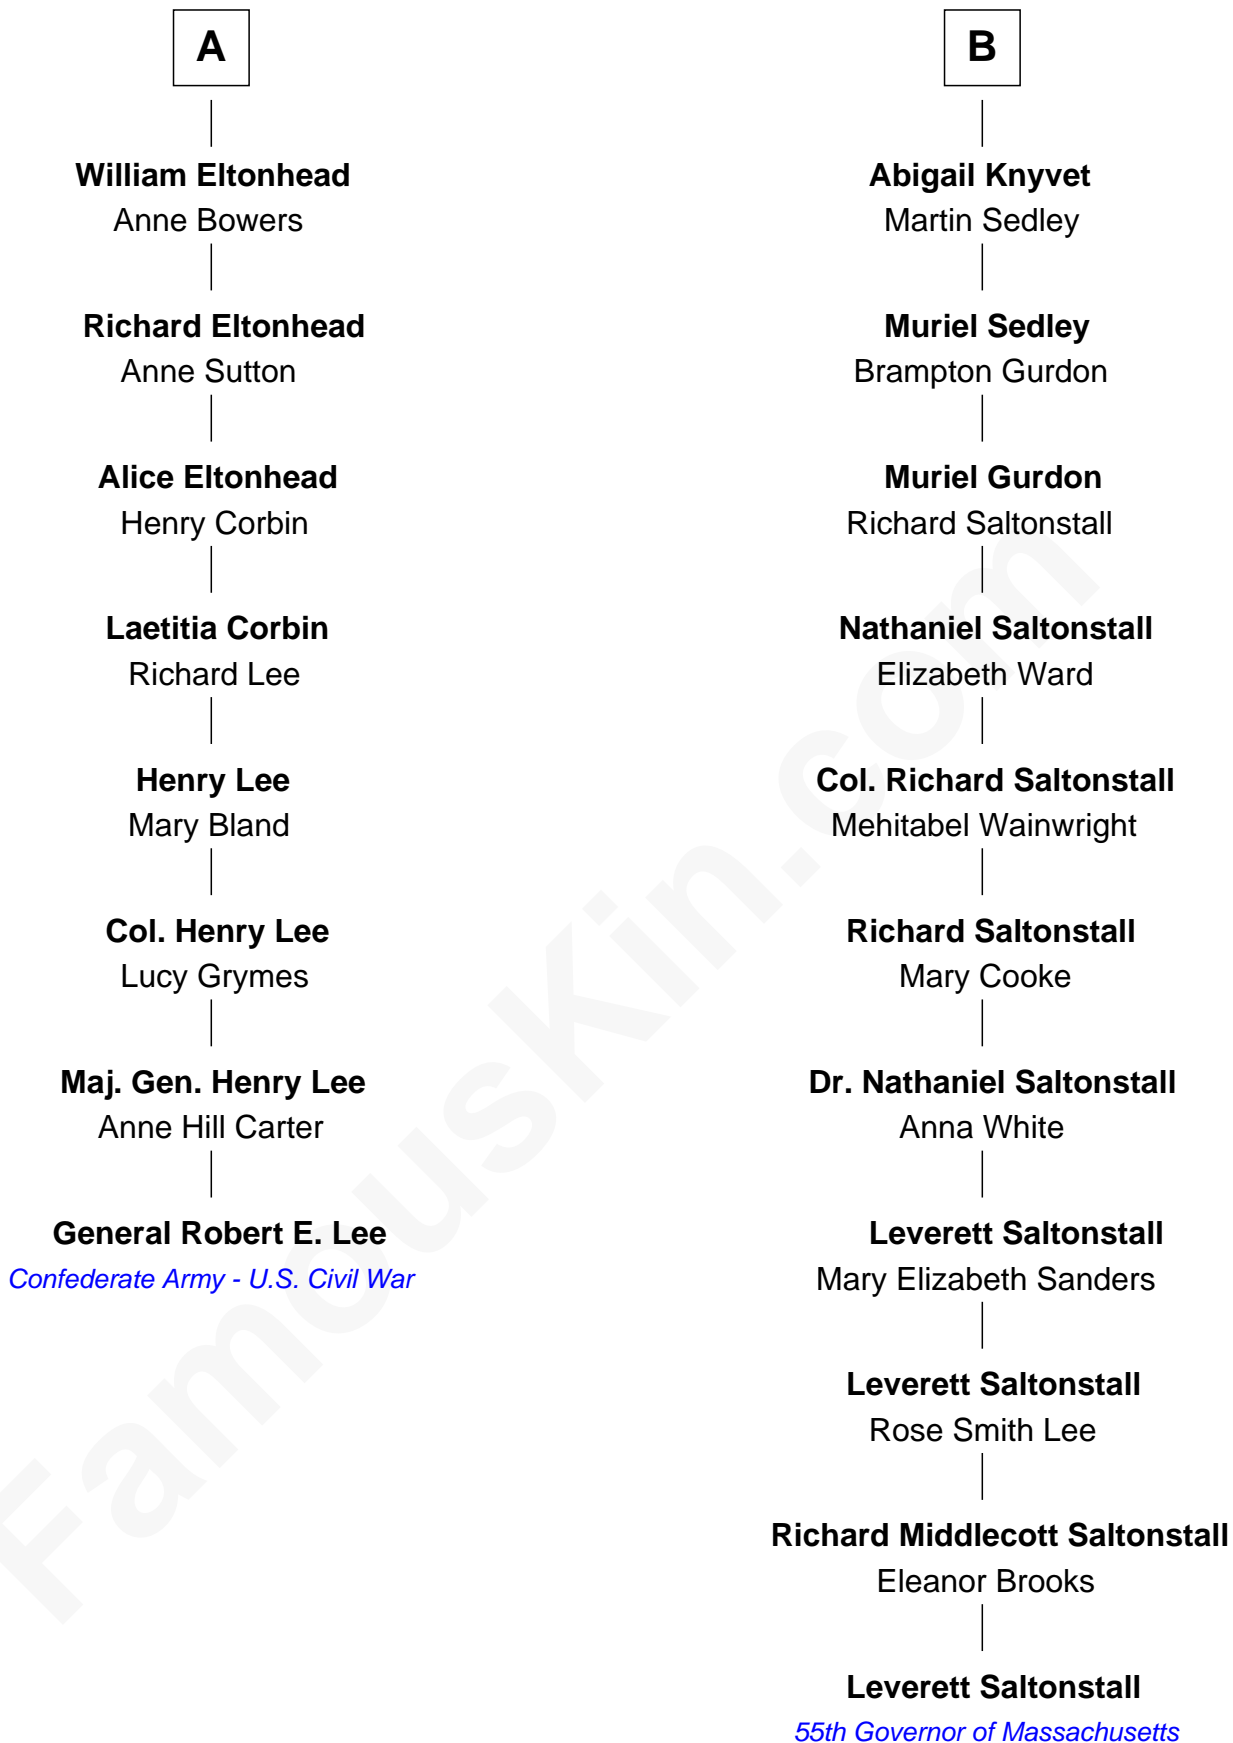 A
William Eltonhead
Anne Bowers
Richard Eltonhead
Anne Sutton
Alice Eltonhead
Henry Corbin
Laetitia Corbin
Richard Lee
Henry Lee
Mary Bland
Col. Henry Lee
Lucy Grymes
Maj. Gen. Henry Lee
Anne Hill Carter
General Robert E. Lee
Confederate Army - U.S. Civil War
B
Abigail Knyvet
Martin Sedley
Muriel Sedley
Brampton Gurdon
Muriel Gurdon
Richard Saltonstall
Nathaniel Saltonstall
Elizabeth Ward
Col. Richard Saltonstall
Mehitabel Wainwright
Richard Saltonstall
Mary Cooke
Dr. Nathaniel Saltonstall
Anna White
Leverett Saltonstall
Mary Elizabeth Sanders
Leverett Saltonstall
Rose Smith Lee
Richard Middlecott Saltonstall
Eleanor Brooks
Leverett Saltonstall
55th Governor of Massachusetts
FamousKin.com